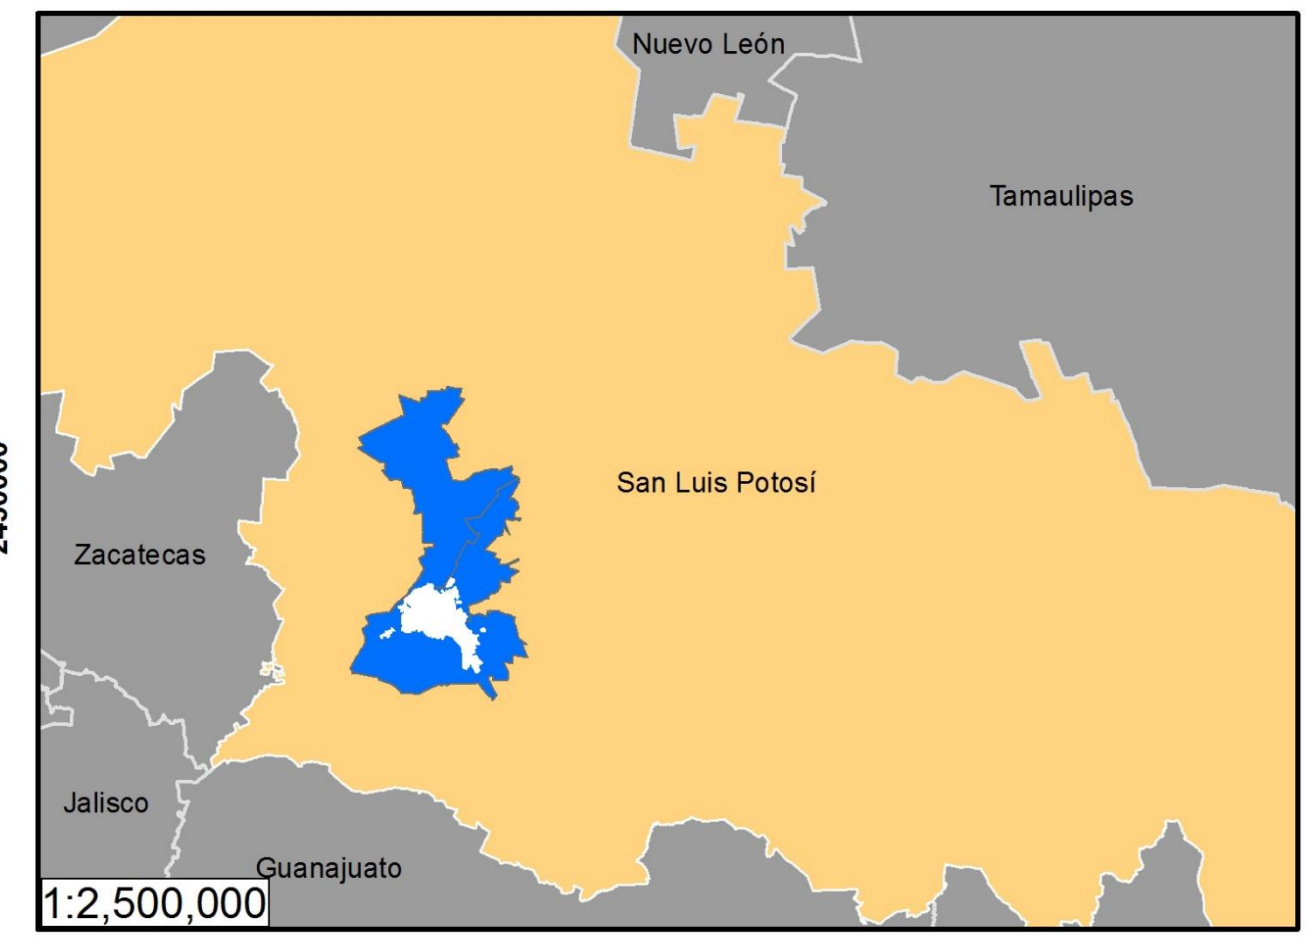 Nuevo León
Tamaulipas
San Luis Potosí
Zacatecas
Jalisco
Guanajuato
1:2,500,000